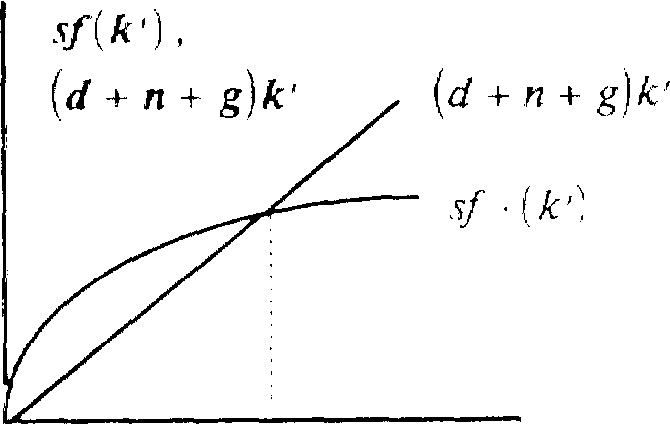 sf(k'),
(d + n + g)k'
(d + n + g)k'
sf · (k')